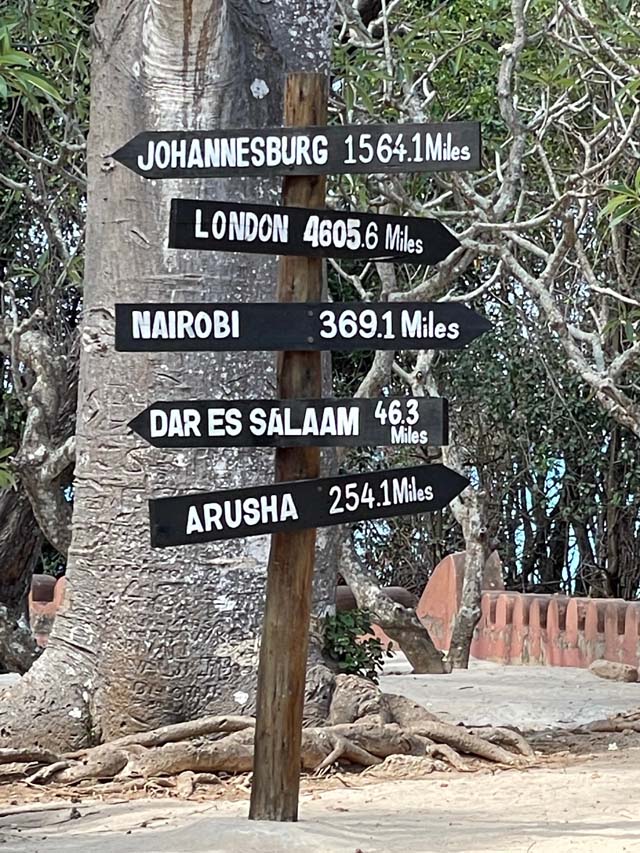 JOHANNESBURG 1564.1 Miles
LONDON 4605.6 Miles
NAIROBI 369.1 Miles
DAR ES SALAAM 46.3 Miles
ARUSHA 254.1 Miles